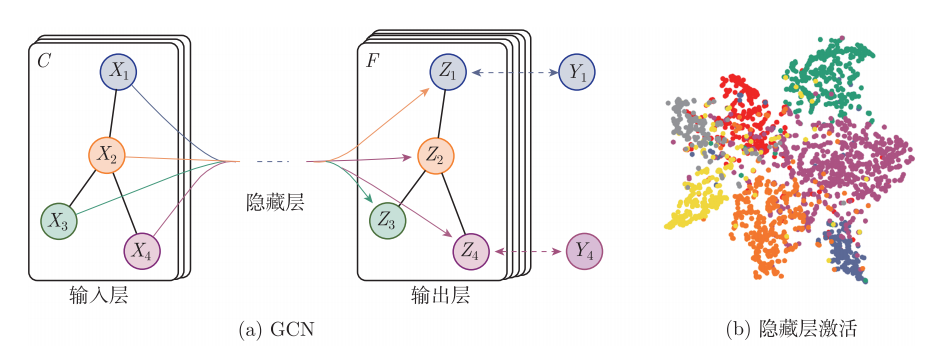 C
X₁
X₂
X₃
X₄
输入层
隐藏层
F
Z₁
Z₂
Z₃
Z₄
输出层
Y₁
Y₄
(a) GCN
(b) 隐藏层激活